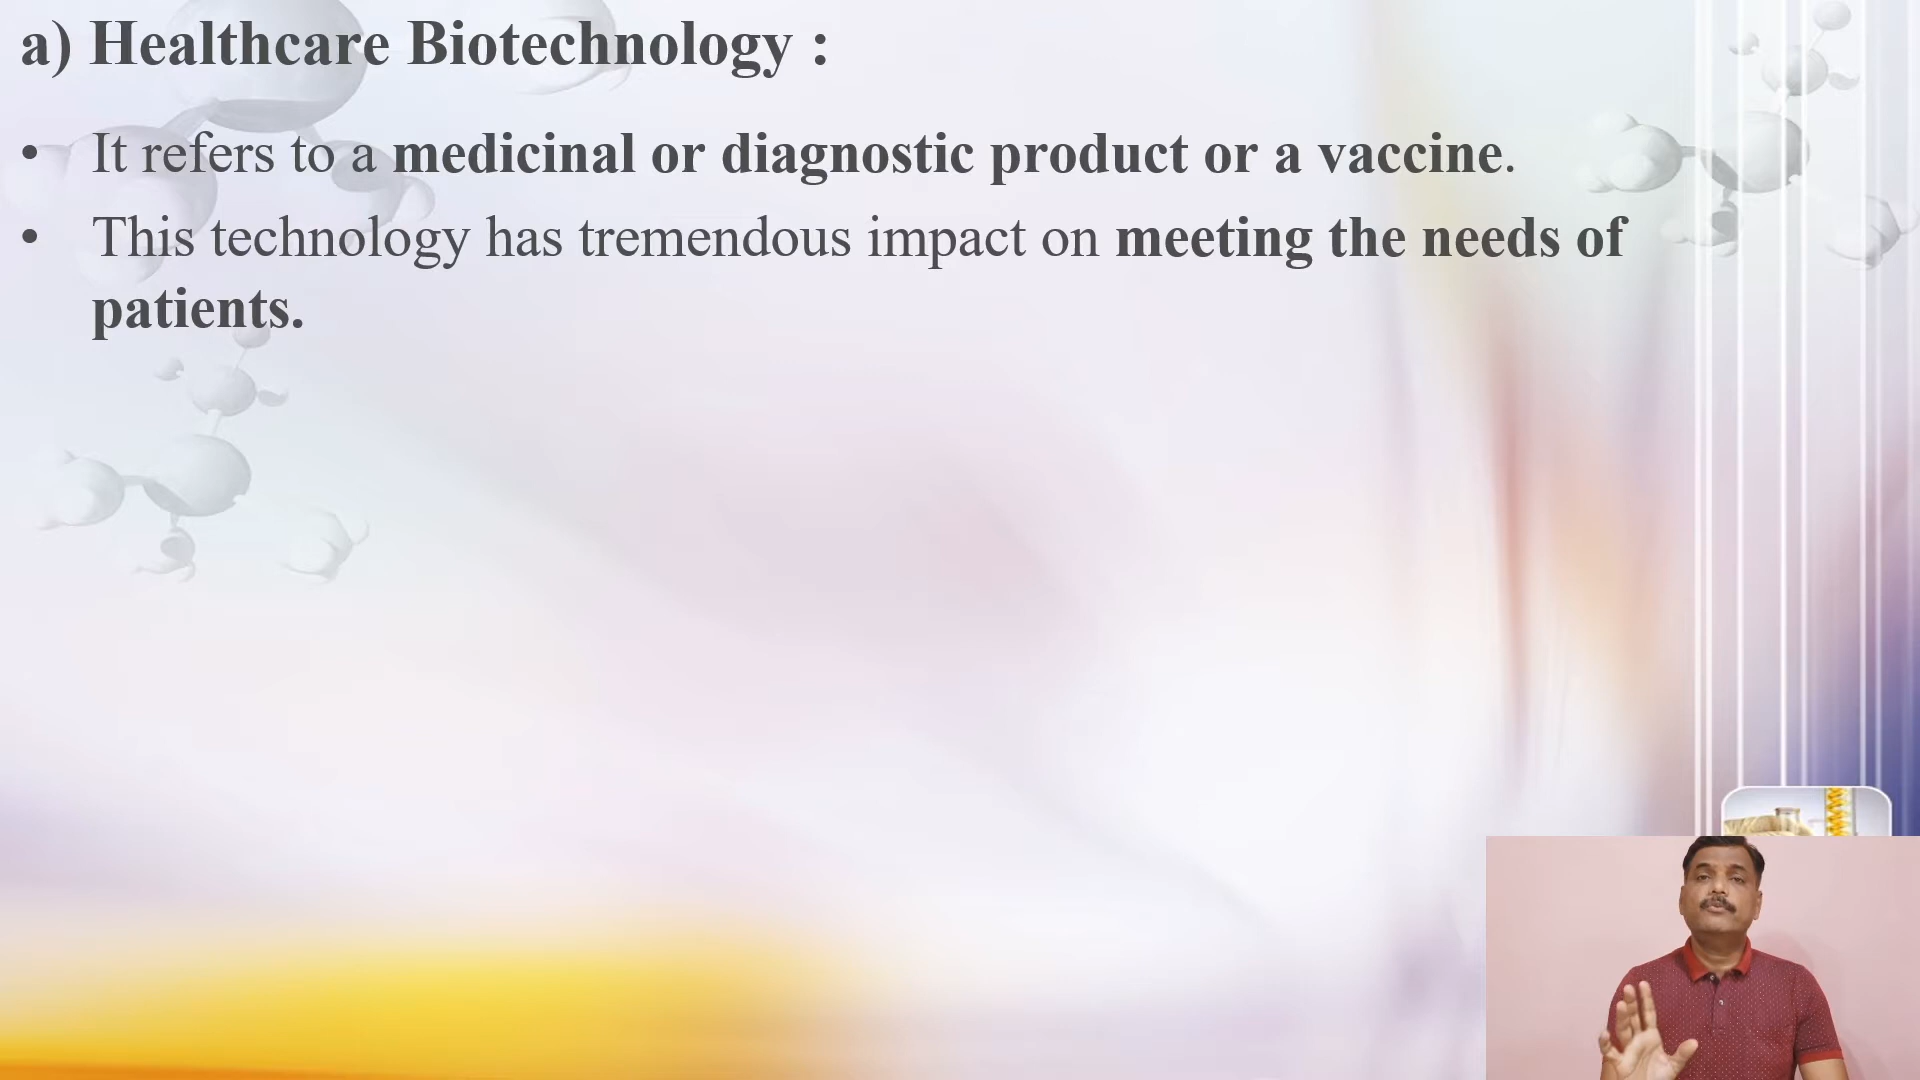 a) Healthcare Biotechnology :
• It refers to a medicinal or diagnostic product or a vaccine.
• This technology has tremendous impact on meeting the needs of
patients.